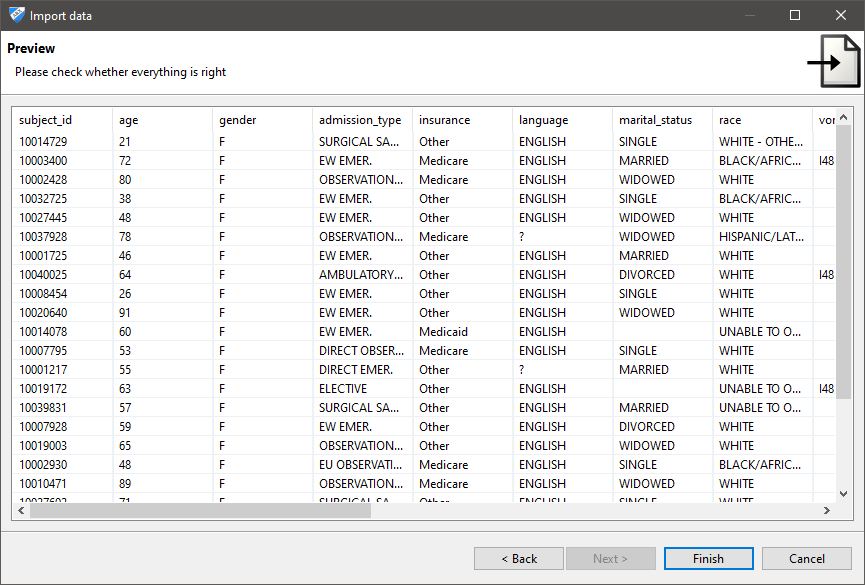 Import data
Preview
Please check whether everything is right
subject_id age gender admission_type insurance language marital_status race vor
10014729 21 F SURGICAL SA... Other ENGLISH SINGLE WHITE - OTHE...
10003400 72 F EW EMER. Medicare ENGLISH MARRIED BLACK/AFRIC... I48
10002428 80 F OBSERVATION... Medicare ENGLISH WIDOWED WHITE
10032725 38 F EW EMER. Other ENGLISH SINGLE BLACK/AFRIC...
10027445 48 F EW EMER. Other ENGLISH WIDOWED WHITE
10037928 78 F OBSERVATION... Medicare ? WIDOWED HISPANIC/LAT...
10001725 46 F EW EMER. Other ENGLISH MARRIED WHITE
10040025 64 F AMBULATORY... Other ENGLISH DIVORCED WHITE I48
10008454 26 F EW EMER. Other ENGLISH SINGLE WHITE
10020640 91 F EW EMER. Other ENGLISH WIDOWED WHITE
10014078 60 F EW EMER. Medicaid ENGLISH UNABLE TO O...
10007795 53 F DIRECT OBSER... Medicare ENGLISH SINGLE WHITE
10001217 55 F DIRECT EMER. Other ? MARRIED WHITE
10019172 63 F ELECTIVE Other ENGLISH UNABLE TO O... I48
10039831 57 F SURGICAL SA... Other ENGLISH MARRIED UNABLE TO O...
10007928 59 F EW EMER. Other ENGLISH DIVORCED WHITE
10019003 65 F OBSERVATION... Other ENGLISH WIDOWED WHITE
10002930 48 F EU OBSERVATI... Medicare ENGLISH SINGLE BLACK/AFRIC...
10010471 89 F OBSERVATION... Medicare ENGLISH WIDOWED WHITE
71 F SURGICAL SA... Other ENGLISH SINGLE WHITE
< Back Next > Finish Cancel